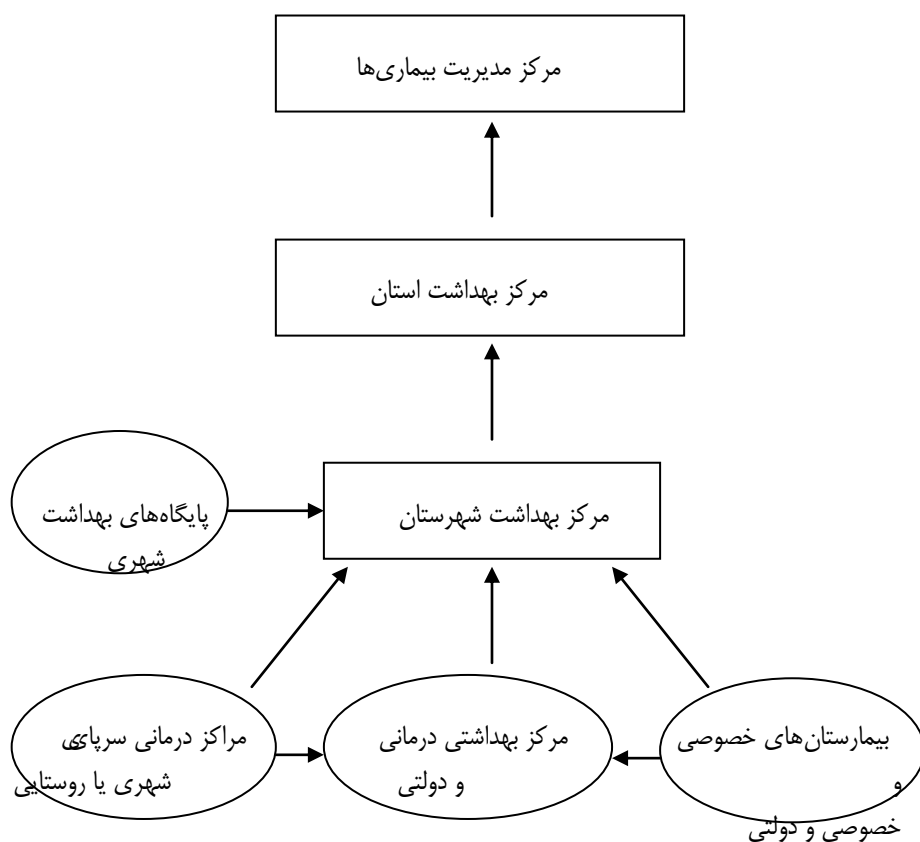 مرکز مدیریت بیماری‌ها
مرکز بهداشت استان
پایگاه‌های بهداشت
شهری
مرکز بهداشت شهرستان
بیمارستان‌های خصوصی
و
خصوصی و دولتی
مرکز بهداشتی درمانی
و دولتی
مراکز درمانی سرپای
شهری یا روستایی